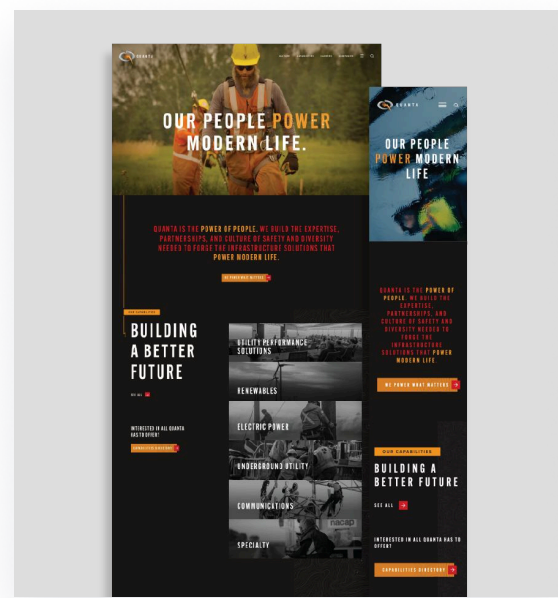 QUANTA
OUR PEOPLE POWER
MODERN LIFE.
QUANTA IS THE POWER OF PEOPLE. WE BUILD THE EXPERTISE,
PARTNERSHIPS, AND CULTURE OF SAFETY AND DIVERSITY
NEEDED TO FORGE THE INFRASTRUCTURE SOLUTIONS THAT
POWER MODERN LIFE.
WE POWER WHAT MATTERS
OUR CAPABILITIES
BUILDING
A BETTER
FUTURE
SEE ALL
INTERESTED IN ALL QUANTA
HAS TO OFFER?
CAPABILITIES DIRECTORY
UTILITY PERFORMANCE
SOLUTIONS
RENEWABLES
ELECTRIC POWER
UNDERGROUND UTILITY
COMMUNICATIONS
nacap
SPECIALTY
QUANTA
OUR PEOPLE
POWER MODERN
LIFE
QUANTA IS THE POWER OF
PEOPLE. WE BUILD THE
EXPERTISE,
PARTNERSHIPS, AND
CULTURE OF SAFETY AND
DIVERSITY NEEDED TO
FORGE THE
INFRASTRUCTURE
SOLUTIONS THAT POWER
MODERN LIFE.
WE POWER WHAT MATTERS
OUR CAPABILITIES
BUILDING A
BETTER FUTURE
SEE ALL
INTERESTED IN ALL QUANTA HAS TO
OFFER?
CAPABILITIES DIRECTORY